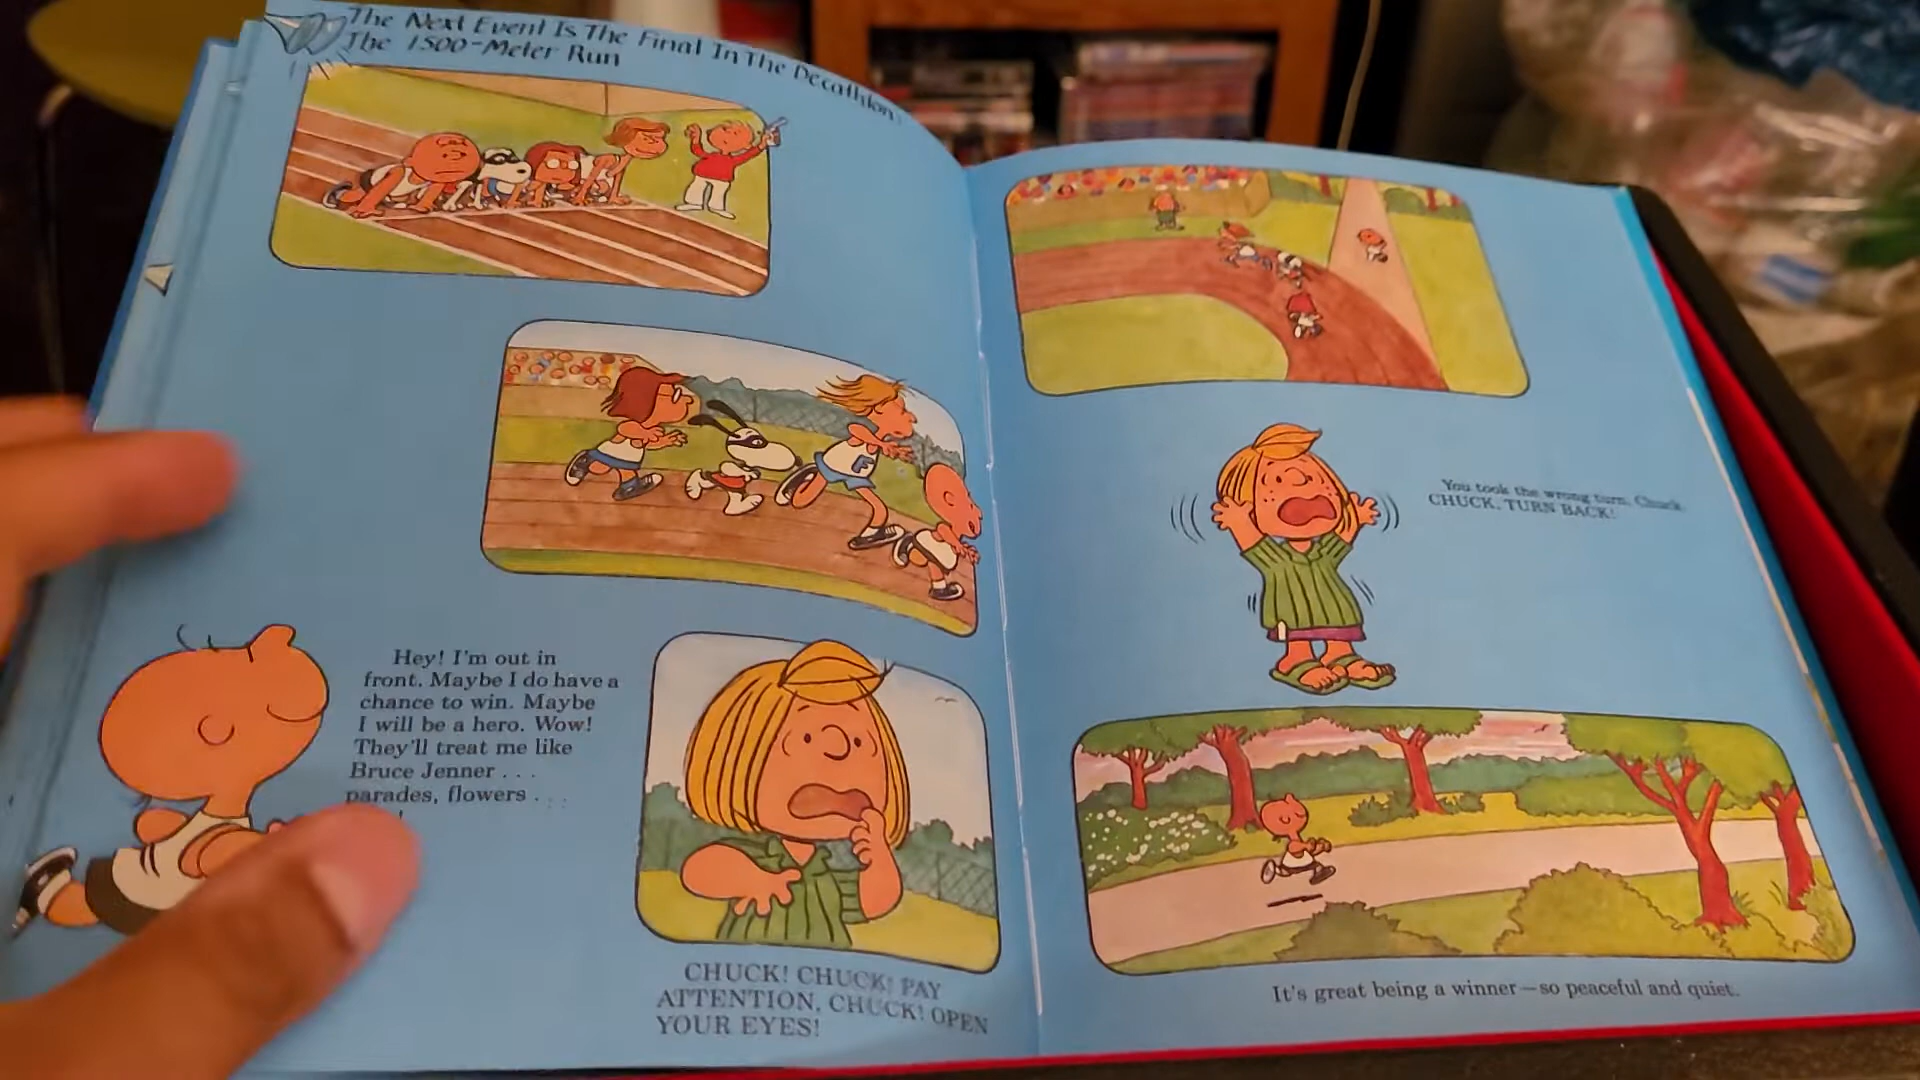 The Next Event Is The Final In The Decathlon:
The 1500-Meter Run
Hey! I'm out in
front. Maybe I do have a
chance to win. Maybe
I will be a hero. Wow!
They'll treat me like
Bruce Jenner . . .
parades, flowers . . .
F
CHUCK! CHUCK! PAY
ATTENTION, CHUCK! OPEN
YOUR EYES!
You took the wrong turn, Chuck.
CHUCK, TURN BACK!
It's great being a winner—so peaceful and quiet.